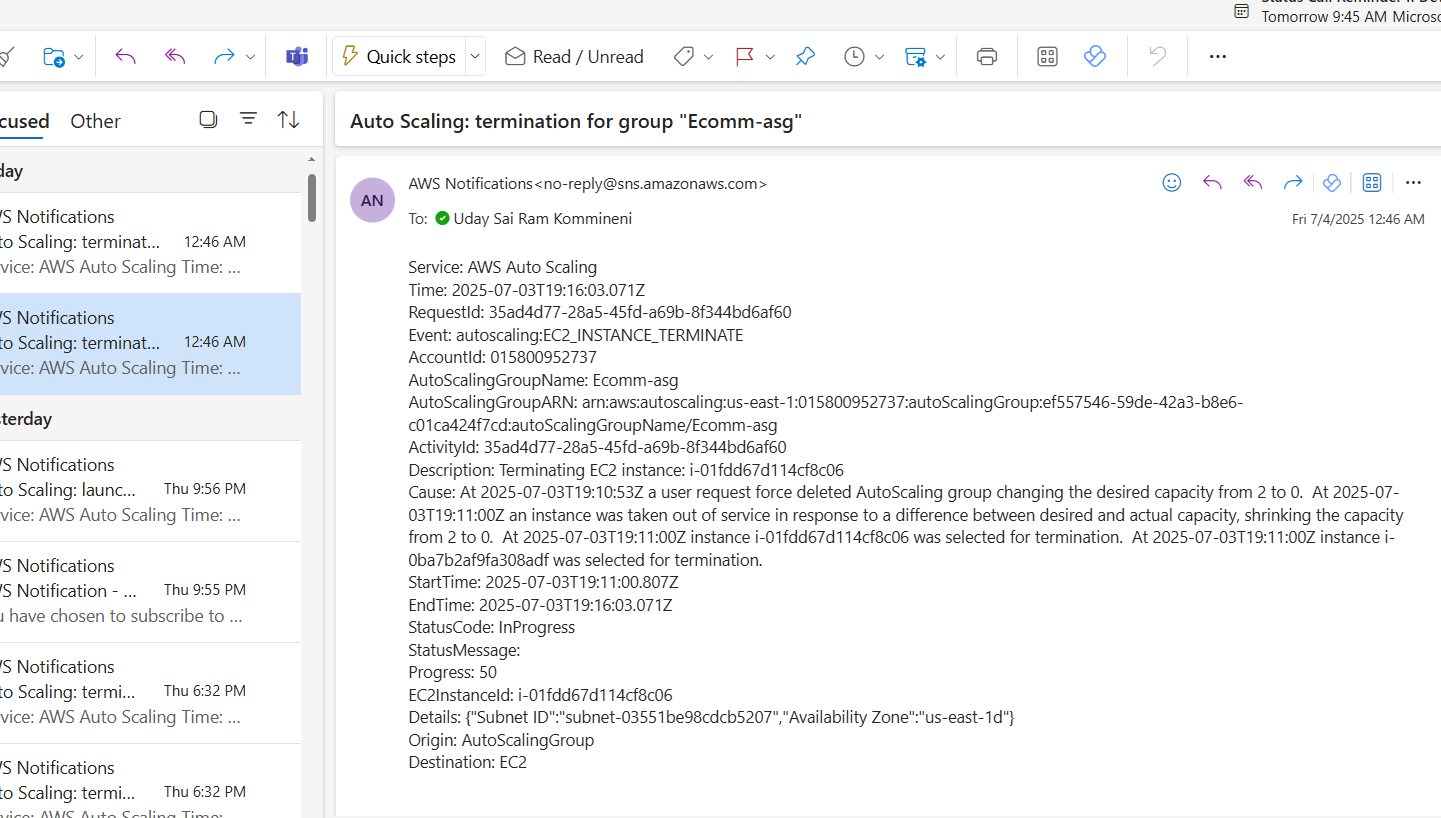 Tomorrow 9:45 AM Microso
Quick steps
Read / Unread
cused Other
day
S Notifications
to Scaling: terminat... 12:46 AM
vice: AWS Auto Scaling Time: ...
S Notifications
to Scaling: terminat... 12:46 AM
vice: AWS Auto Scaling Time: ...
sterday
S Notifications
to Scaling: launc... Thu 9:56 PM
vice: AWS Auto Scaling Time: ...
S Notifications
S Notification - ... Thu 9:55 PM
u have chosen to subscribe to ...
S Notifications
to Scaling: termi... Thu 6:32 PM
vice: AWS Auto Scaling Time: ...
S Notifications
to Scaling: termi... Thu 6:32 PM
vice: AWS Auto Scaling Time:
Auto Scaling: termination for group "Ecomm-asg"
AN
AWS Notifications<no-reply@sns.amazonaws.com>
To: Uday Sai Ram Kommineni
Fri 7/4/2025 12:46 AM
Service: AWS Auto Scaling
Time: 2025-07-03T19:16:03.071Z
RequestId: 35ad4d77-28a5-45fd-a69b-8f344bd6af60
Event: autoscaling:EC2_INSTANCE_TERMINATE
AccountId: 015800952737
AutoScalingGroupName: Ecomm-asg
AutoScalingGroupARN: arn:aws:autoscaling:us-east-1:015800952737:autoScalingGroup:ef557546-59de-42a3-b8e6-
c01ca424f7cd:autoScalingGroupName/Ecomm-asg
ActivityId: 35ad4d77-28a5-45fd-a69b-8f344bd6af60
Description: Terminating EC2 instance: i-01fdd67d114cf8c06
Cause: At 2025-07-03T19:10:53Z a user request force deleted AutoScaling group changing the desired capacity from 2 to 0.  At 2025-07-
03T19:11:00Z an instance was taken out of service in response to a difference between desired and actual capacity, shrinking the capacity
from 2 to 0.  At 2025-07-03T19:11:00Z instance i-01fdd67d114cf8c06 was selected for termination.  At 2025-07-03T19:11:00Z instance i-
0ba7b2af9fa308adf was selected for termination.
StartTime: 2025-07-03T19:11:00.807Z
EndTime: 2025-07-03T19:16:03.071Z
StatusCode: InProgress
StatusMessage:
Progress: 50
EC2InstanceId: i-01fdd67d114cf8c06
Details: {"Subnet ID":"subnet-03551be98cdcb5207","Availability Zone":"us-east-1d"}
Origin: AutoScalingGroup
Destination: EC2